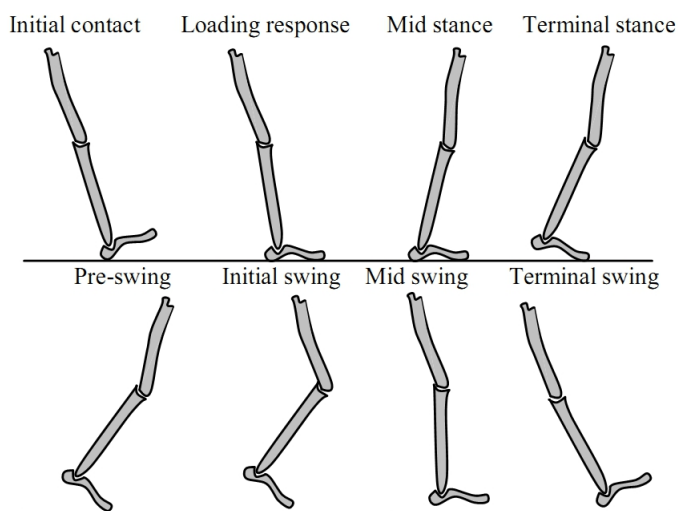 Initial contact Loading response Mid stance Terminal stance
Pre-swing Initial swing Mid swing Terminal swing